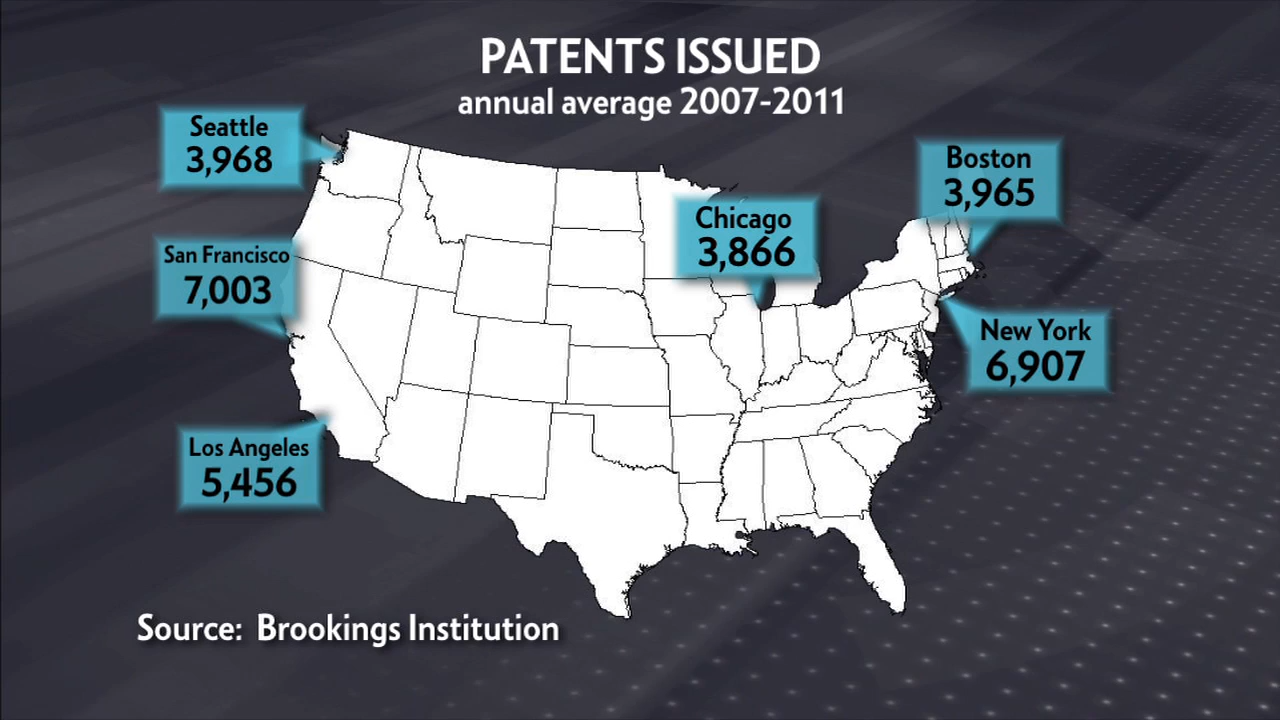 PATENTS ISSUED
annual average 2007-2011
Seattle
3,968
Boston
3,965
Chicago
3,866
San Francisco
7,003
New York
6,907
Los Angeles
5,456
Source: Brookings Institution